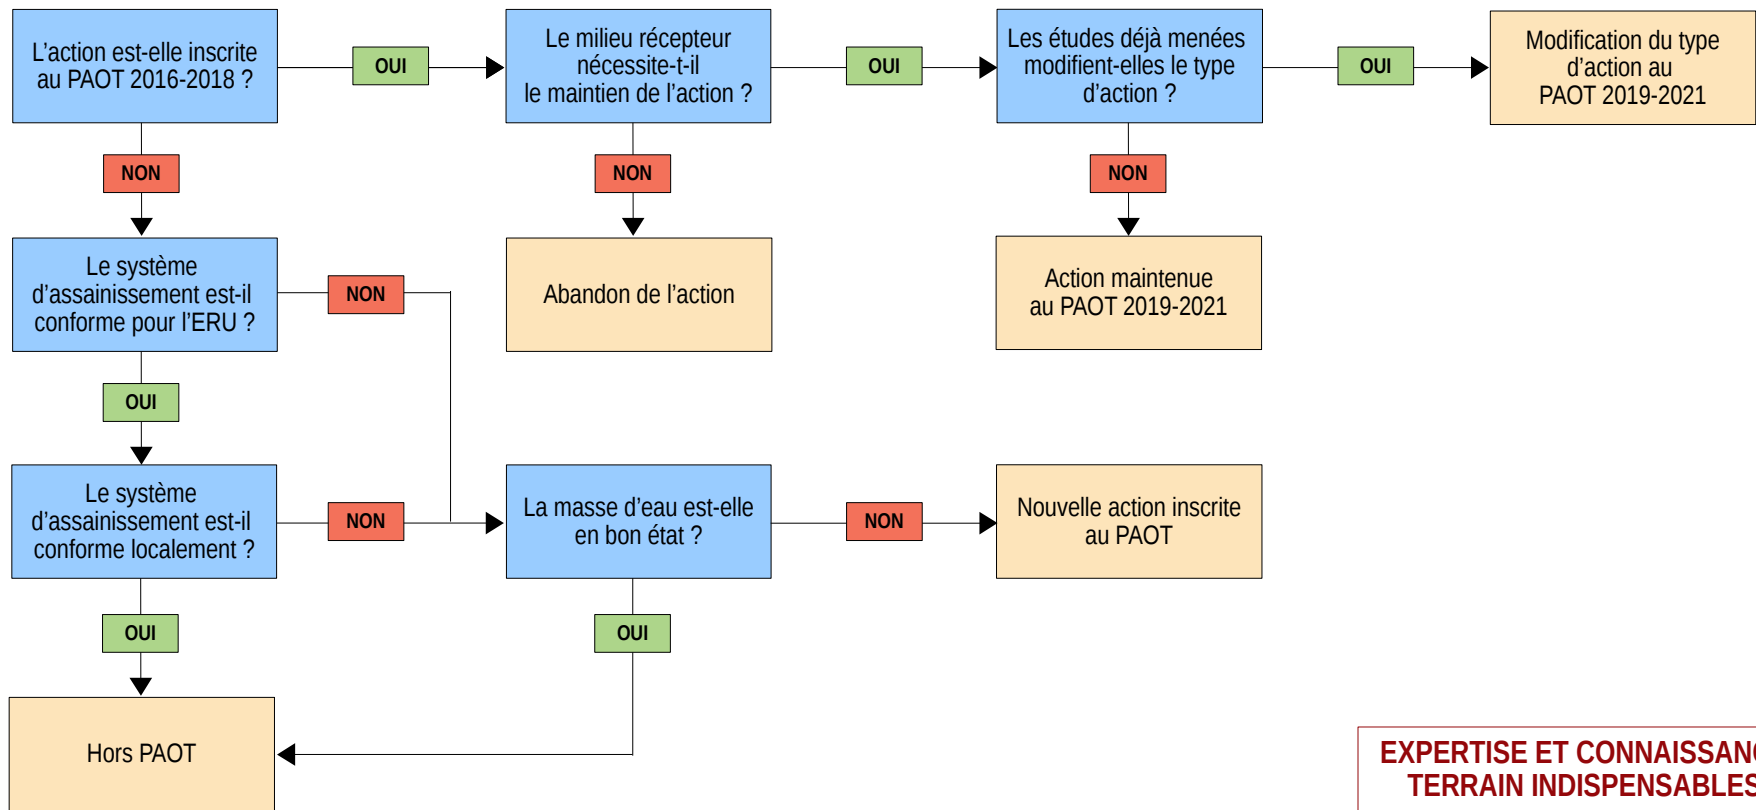 L'action est-elle inscrite
au PAOT 2016-2018 ?
OUI
Le milieu récepteur
nécessite-t-il
le maintien de l'action ?
OUI
Les études déjà menées
modifient-elles le type
d'action ?
OUI
Modification du type
d'action au
PAOT 2019-2021
NON
NON
NON
Le système
d'assainissement est-il
conforme pour l'ERU ?
NON
Abandon de l'action
Action maintenue
au PAOT 2019-2021
OUI
Le système
d'assainissement est-il
conforme localement ?
NON
La masse d'eau est-elle
en bon état ?
NON
Nouvelle action inscrite
au PAOT
OUI
OUI
Hors PAOT
EXPERTISE ET
TERRAIN INDISPENSABLES